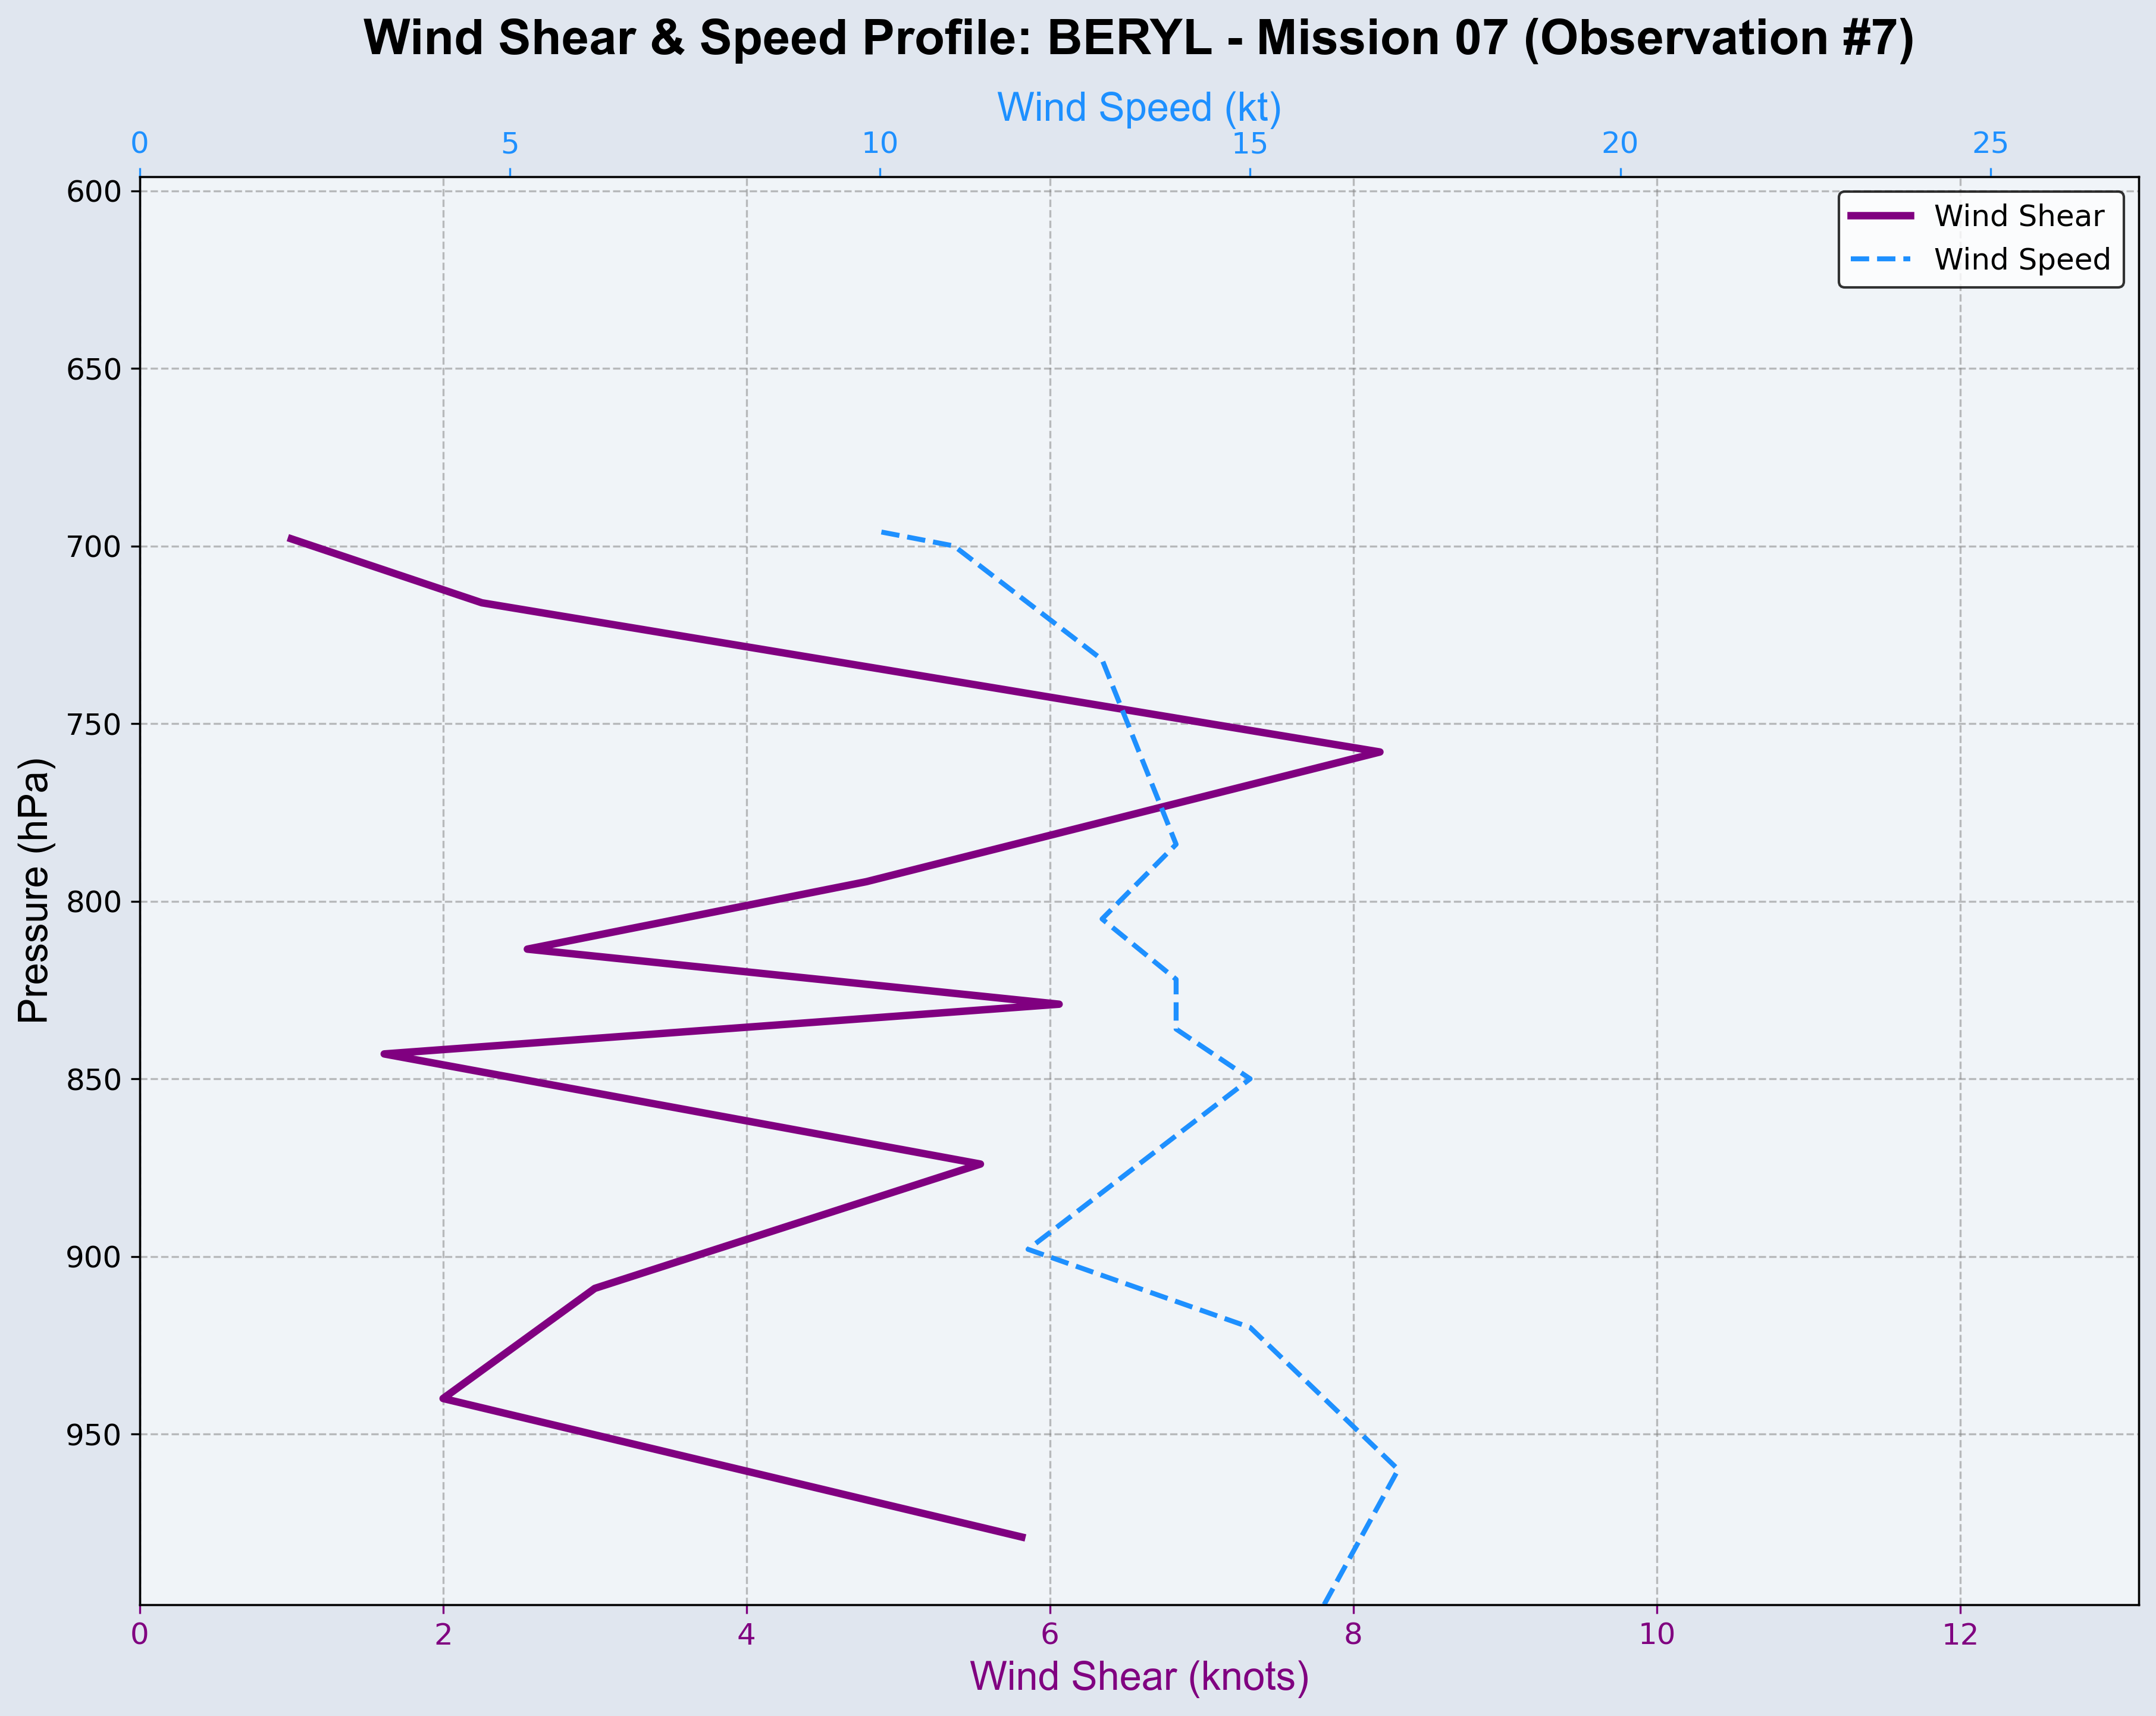 Wind Shear & Speed Profile: BERYL - Mission 07 (Observation #7)
Wind Speed (kt)
0 5 10 15 20 25
Wind Shear
Wind Speed
600
650
700
750
800
850
900
950
Pressure (hPa)
0 2 4 6 8 10 12
Wind Shear (knots)